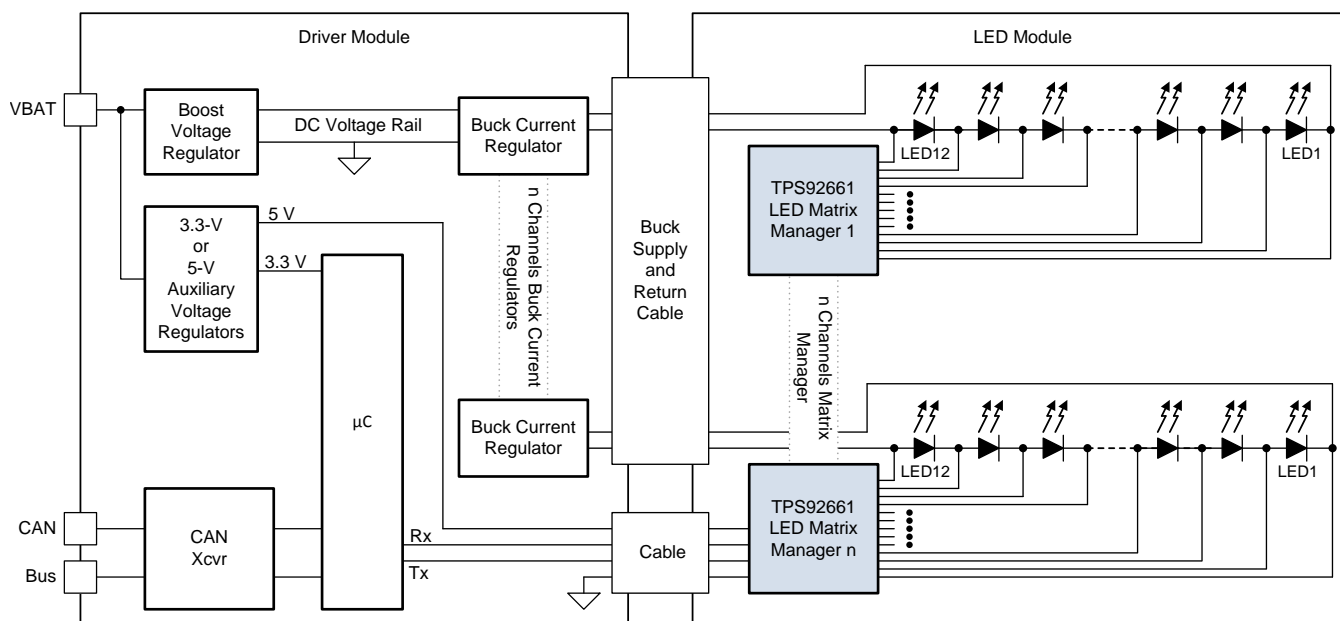 Driver Module
LED Module
VBAT
Boost
Voltage
Regulator
DC Voltage Rail
Buck Current
Regulator
LED12
LED1
TPS92661
LED Matrix
Manager 1
3.3-V
or
5-V
Auxiliary
Voltage
Regulators
5 V
3.3 V
n Channels Buck Current
Regulators
Buck
Supply
and
Return
Cable
n Channels Matrix
Manager
µC
Buck Current
Regulator
LED12
LED1
TPS92661
LED Matrix
Manager n
CAN
Bus
CAN
Xcvr
Rx
Tx
Cable